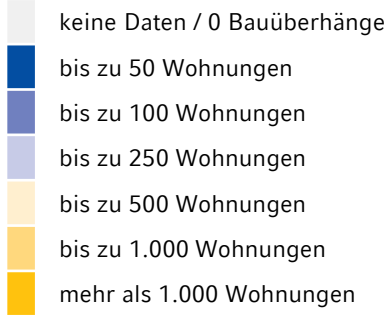 keine Daten / 0 Bauüberhänge
bis zu 50 Wohnungen
bis zu 100 Wohnungen
bis zu 250 Wohnungen
bis zu 500 Wohnungen
bis zu 1.000 Wohnungen
mehr als 1.000 Wohnungen